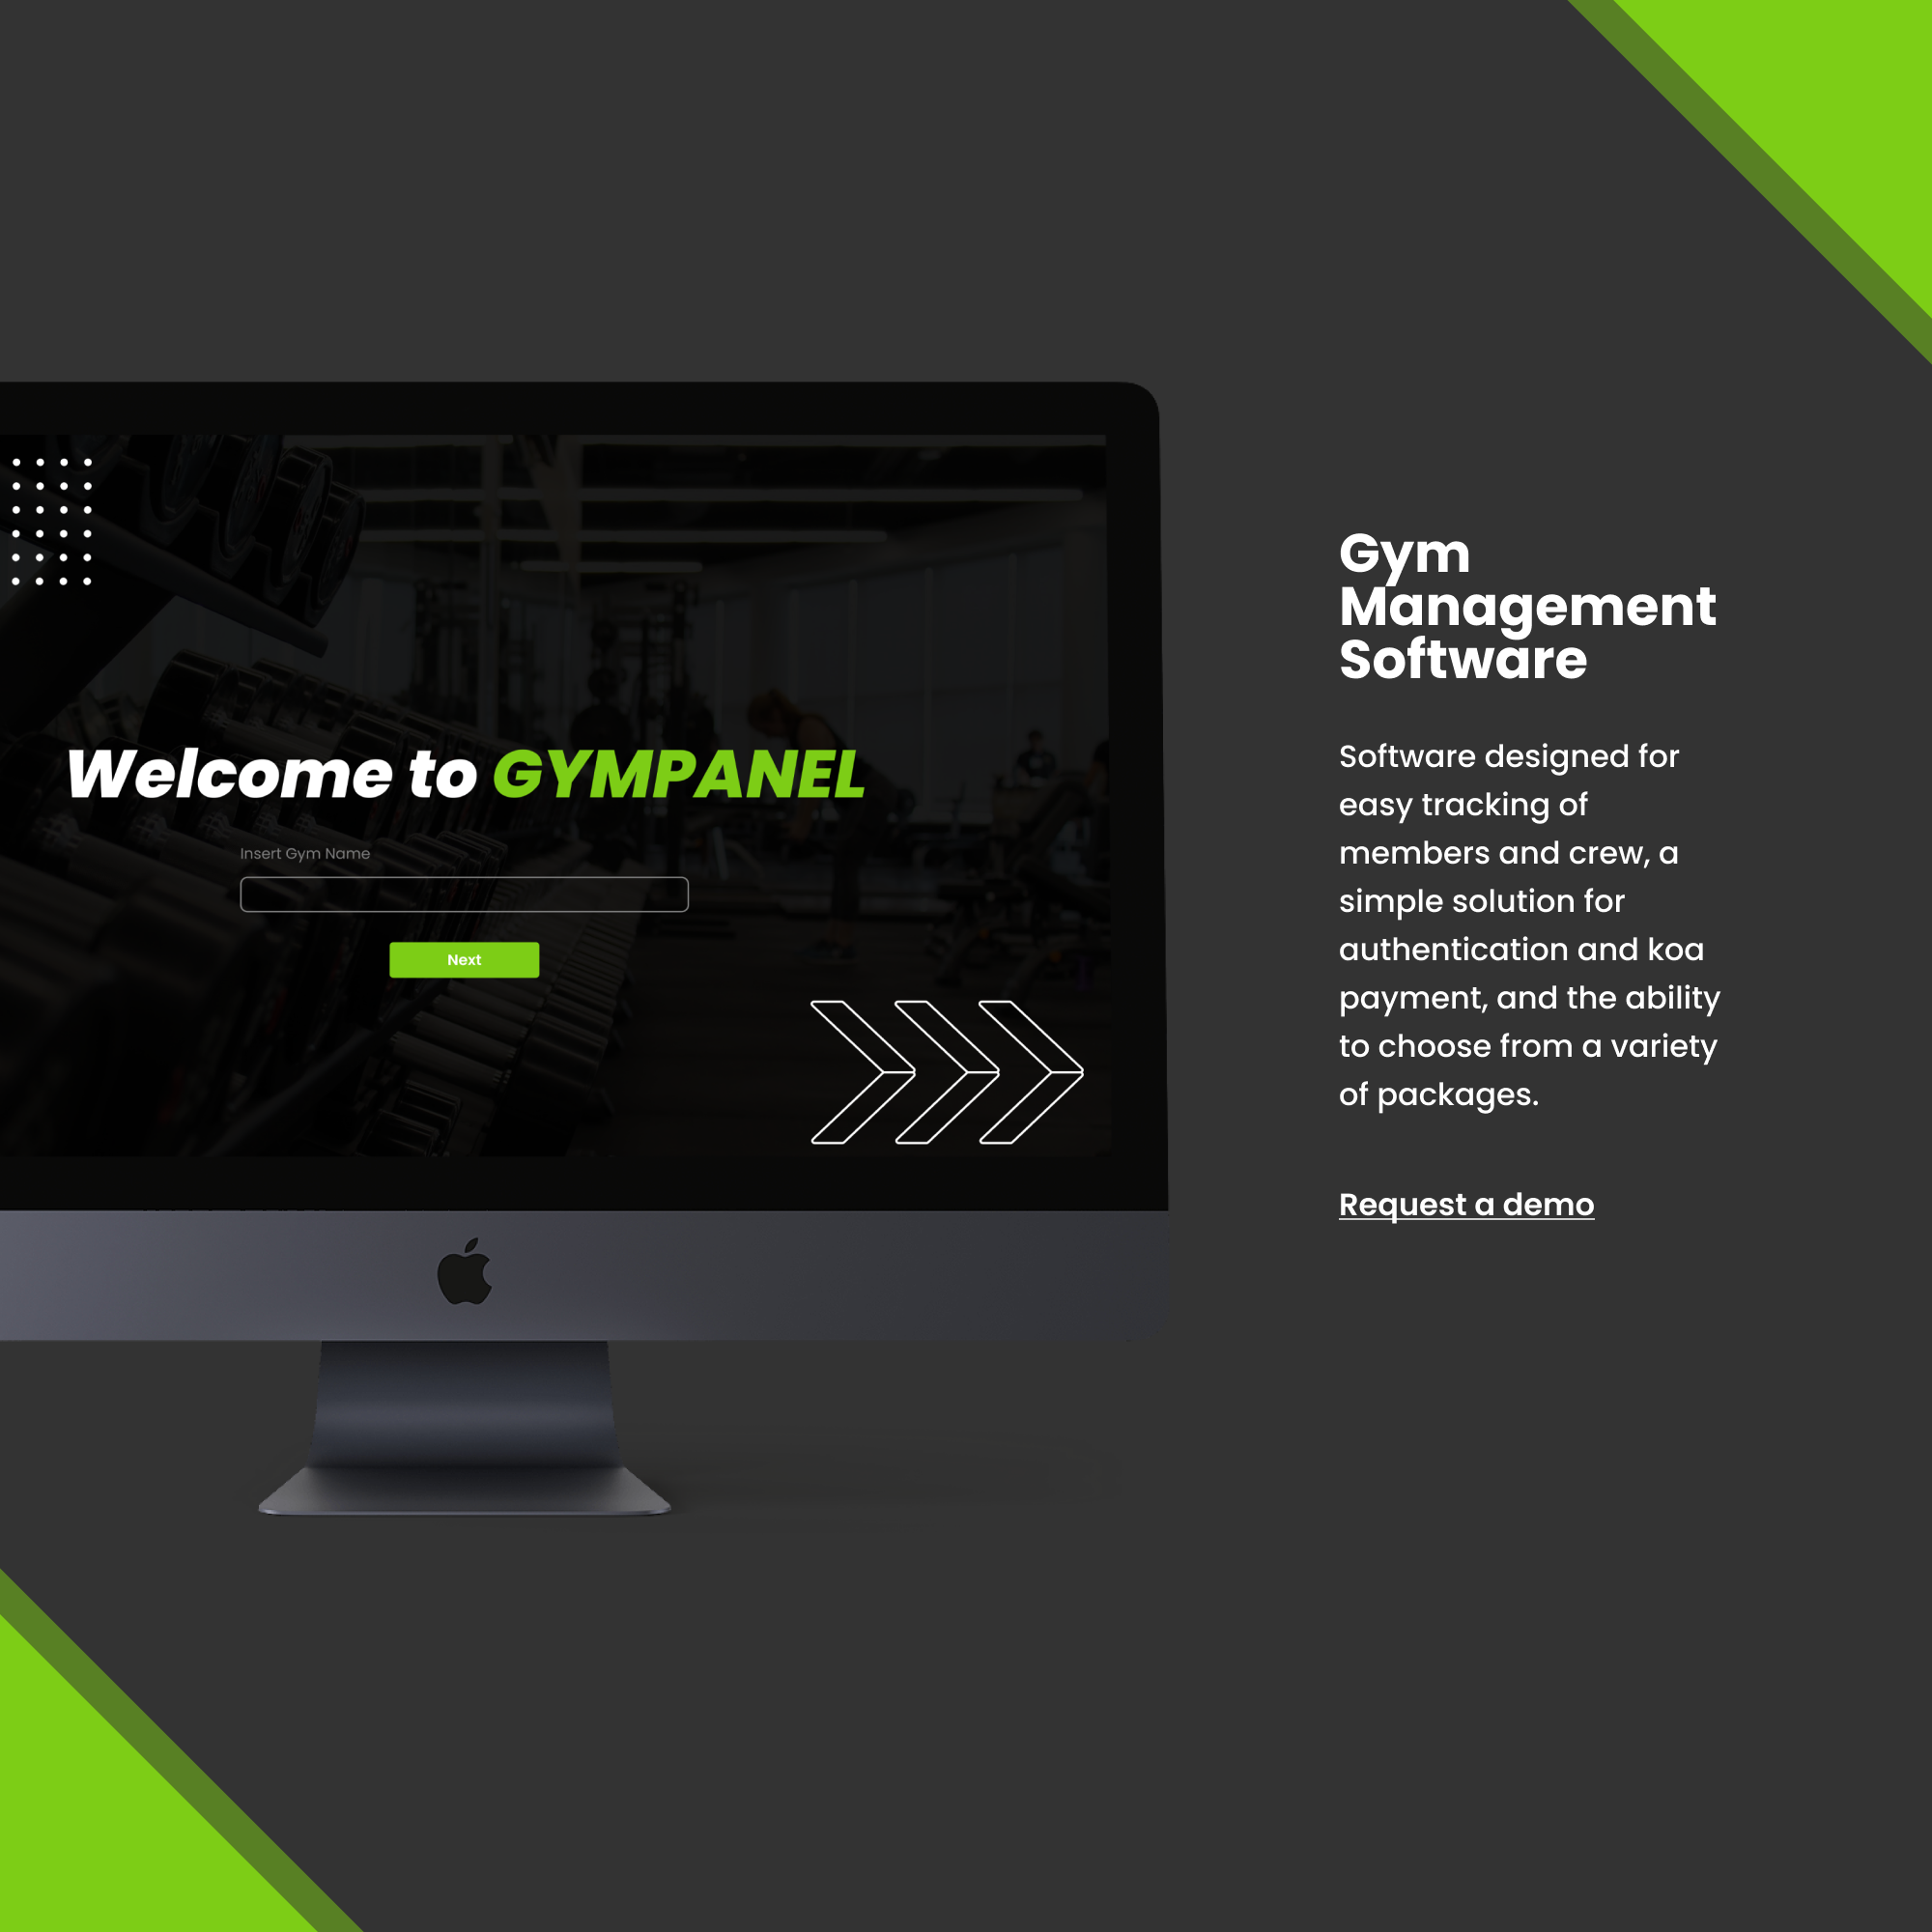 Welcome to GYMPANEL
Insert Gym Name
Next
Gym
Management
Software
Software designed for
easy tracking of
members and crew, a
simple solution for
authentication and koa
payment, and the ability
to choose from a variety
of packages.
Request a demo